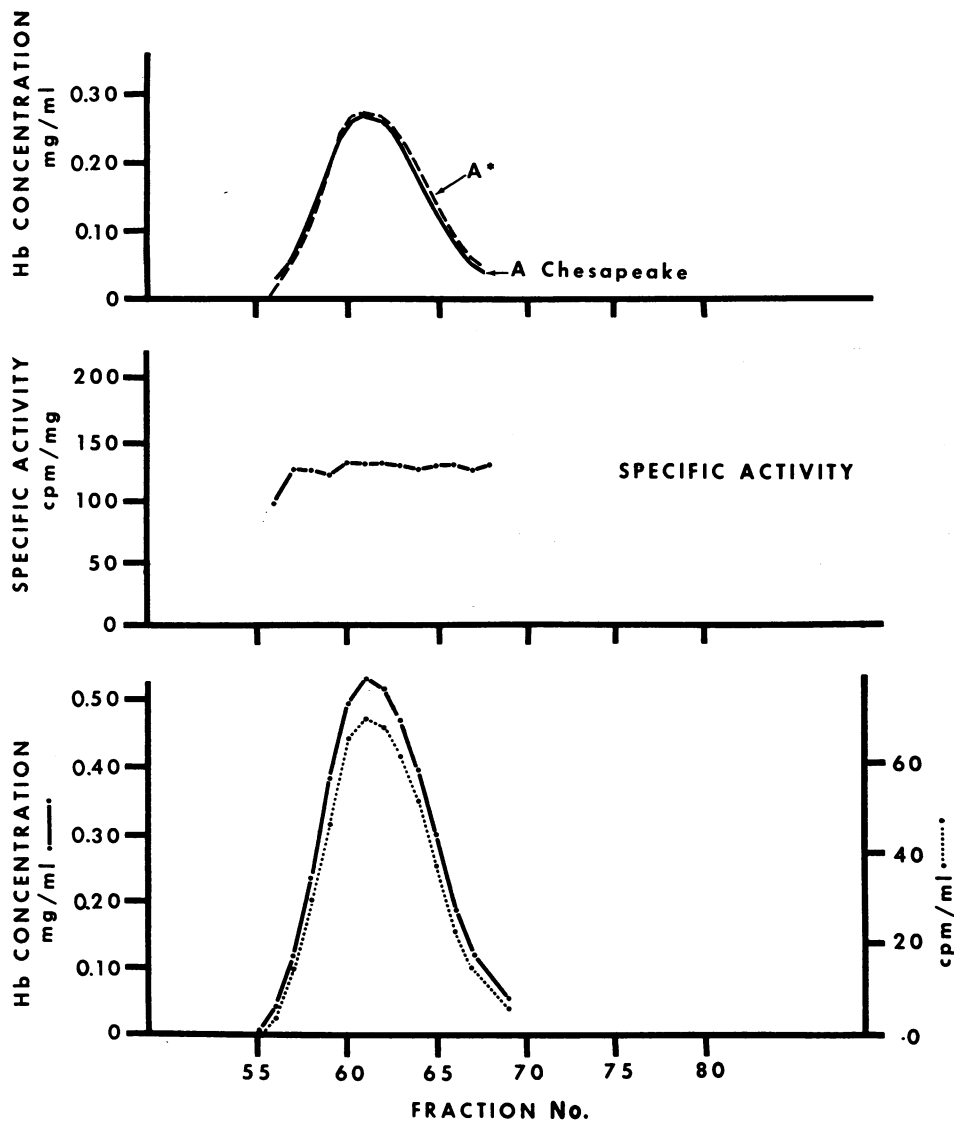 Hb CONCENTRATION
mg/ml
0.30
0.20
0.10
0
A*
A Chesapeake
SPECIFIC ACTIVITY
cpm/mg
200
150
100
50
0
SPECIFIC ACTIVITY
Hb CONCENTRATION
mg/ml
0.50
0.40
0.30
0.20
0.10
0
60
40
20
0
cpm/ml
55 60 65 70 75 80
FRACTION No.